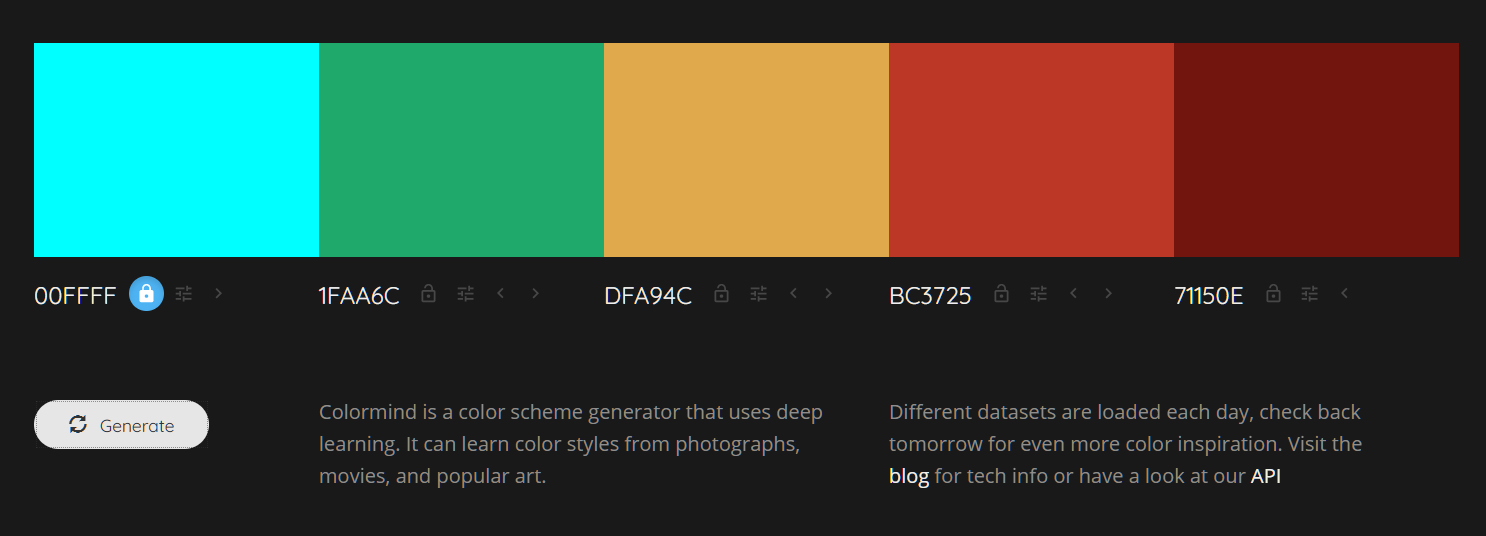 00FFFF 1FAA6C DFA94C BC3725 71150E
Generate
Colormind is a color scheme generator that uses deep
learning. It can learn color styles from photographs,
movies, and popular art.
Different datasets are loaded each day, check back
tomorrow for even more color inspiration. Visit the
blog for tech info or have a look at our API